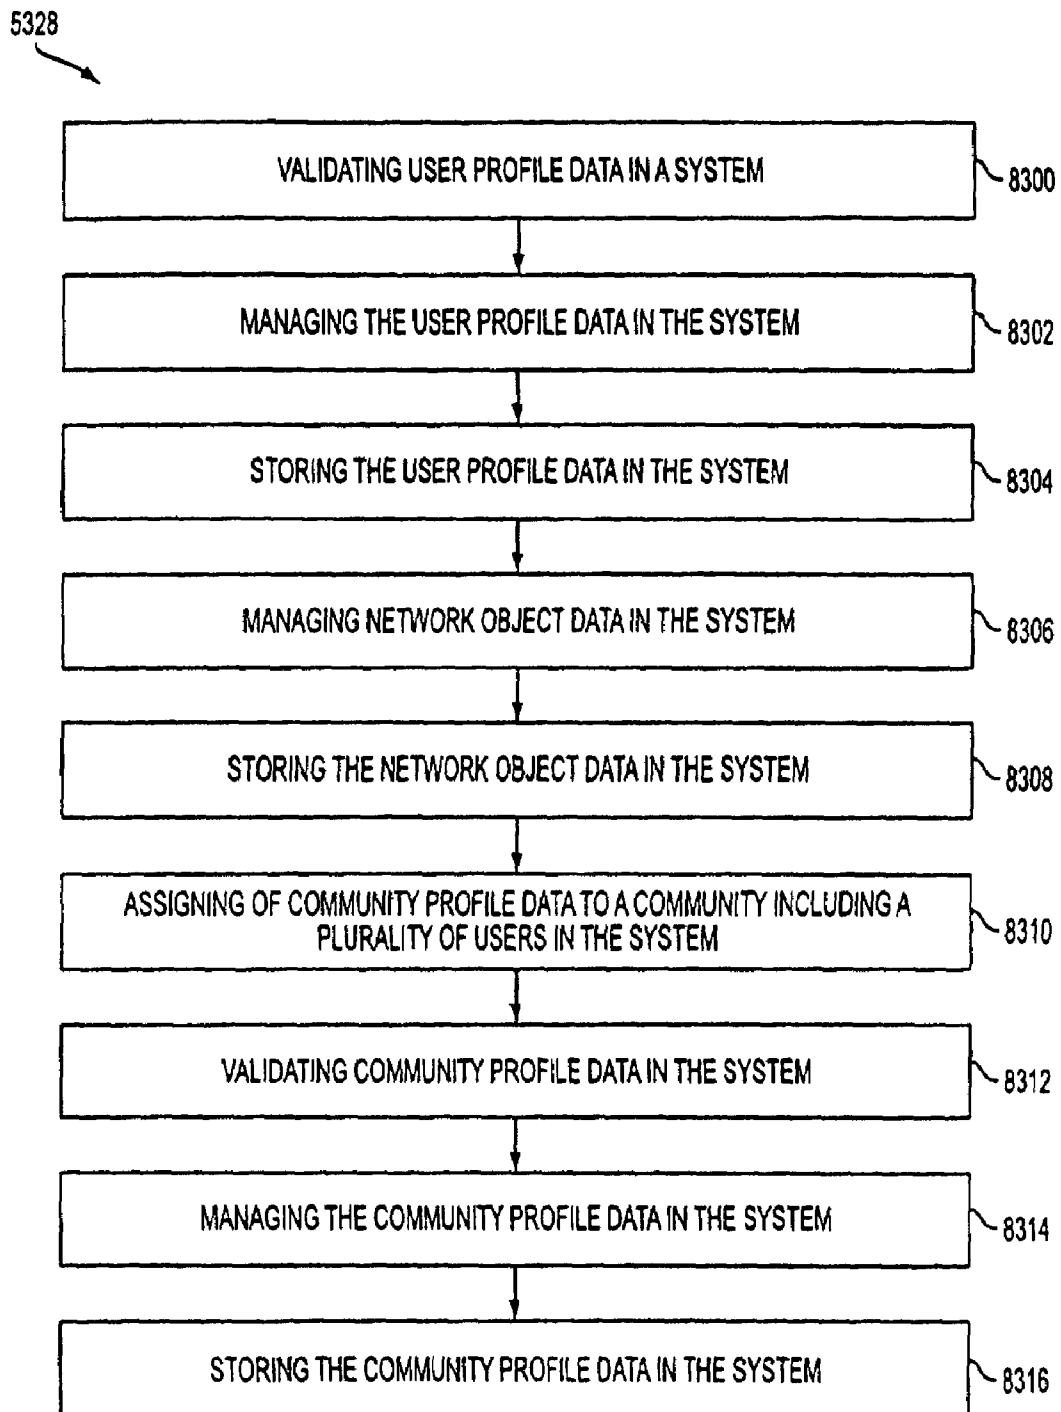 5328
VALIDATING USER PROFILE DATA IN A SYSTEM
8300
MANAGING THE USER PROFILE DATA IN THE SYSTEM
8302
STORING THE USER PROFILE DATA IN THE SYSTEM
8304
MANAGING NETWORK OBJECT DATA IN THE SYSTEM
8306
STORING THE NETWORK OBJECT DATA IN THE SYSTEM
8308
ASSIGNING OF COMMUNITY PROFILE DATA TO A COMMUNITY INCLUDING A
PLURALITY OF USERS IN THE SYSTEM
8310
VALIDATING COMMUNITY PROFILE DATA IN THE SYSTEM
8312
MANAGING THE COMMUNITY PROFILE DATA IN THE SYSTEM
8314
STORING THE COMMUNITY PROFILE DATA IN THE SYSTEM
8316